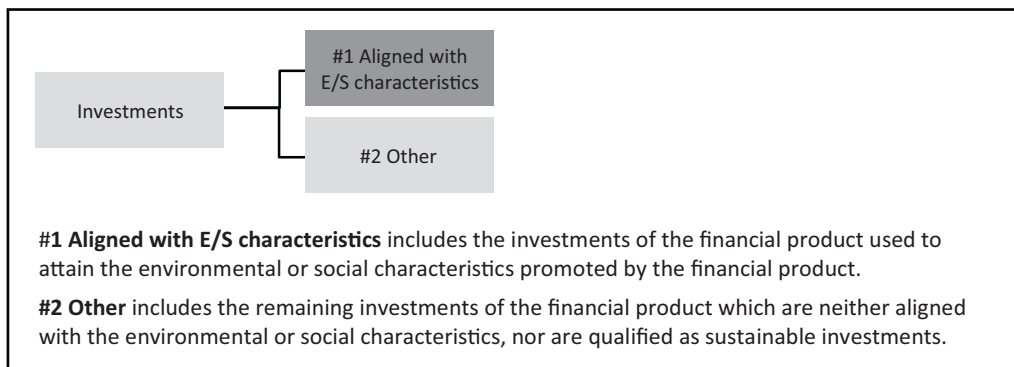 #1 Aligned with
E/S characteristics
Investments
#2 Other
#1 Aligned with E/S characteristics includes the investments of the financial product used to
attain the environmental or social characteristics promoted by the financial product.
#2 Other includes the remaining investments of the financial product which are neither aligned
with the environmental or social characteristics, nor are qualified as sustainable investments.